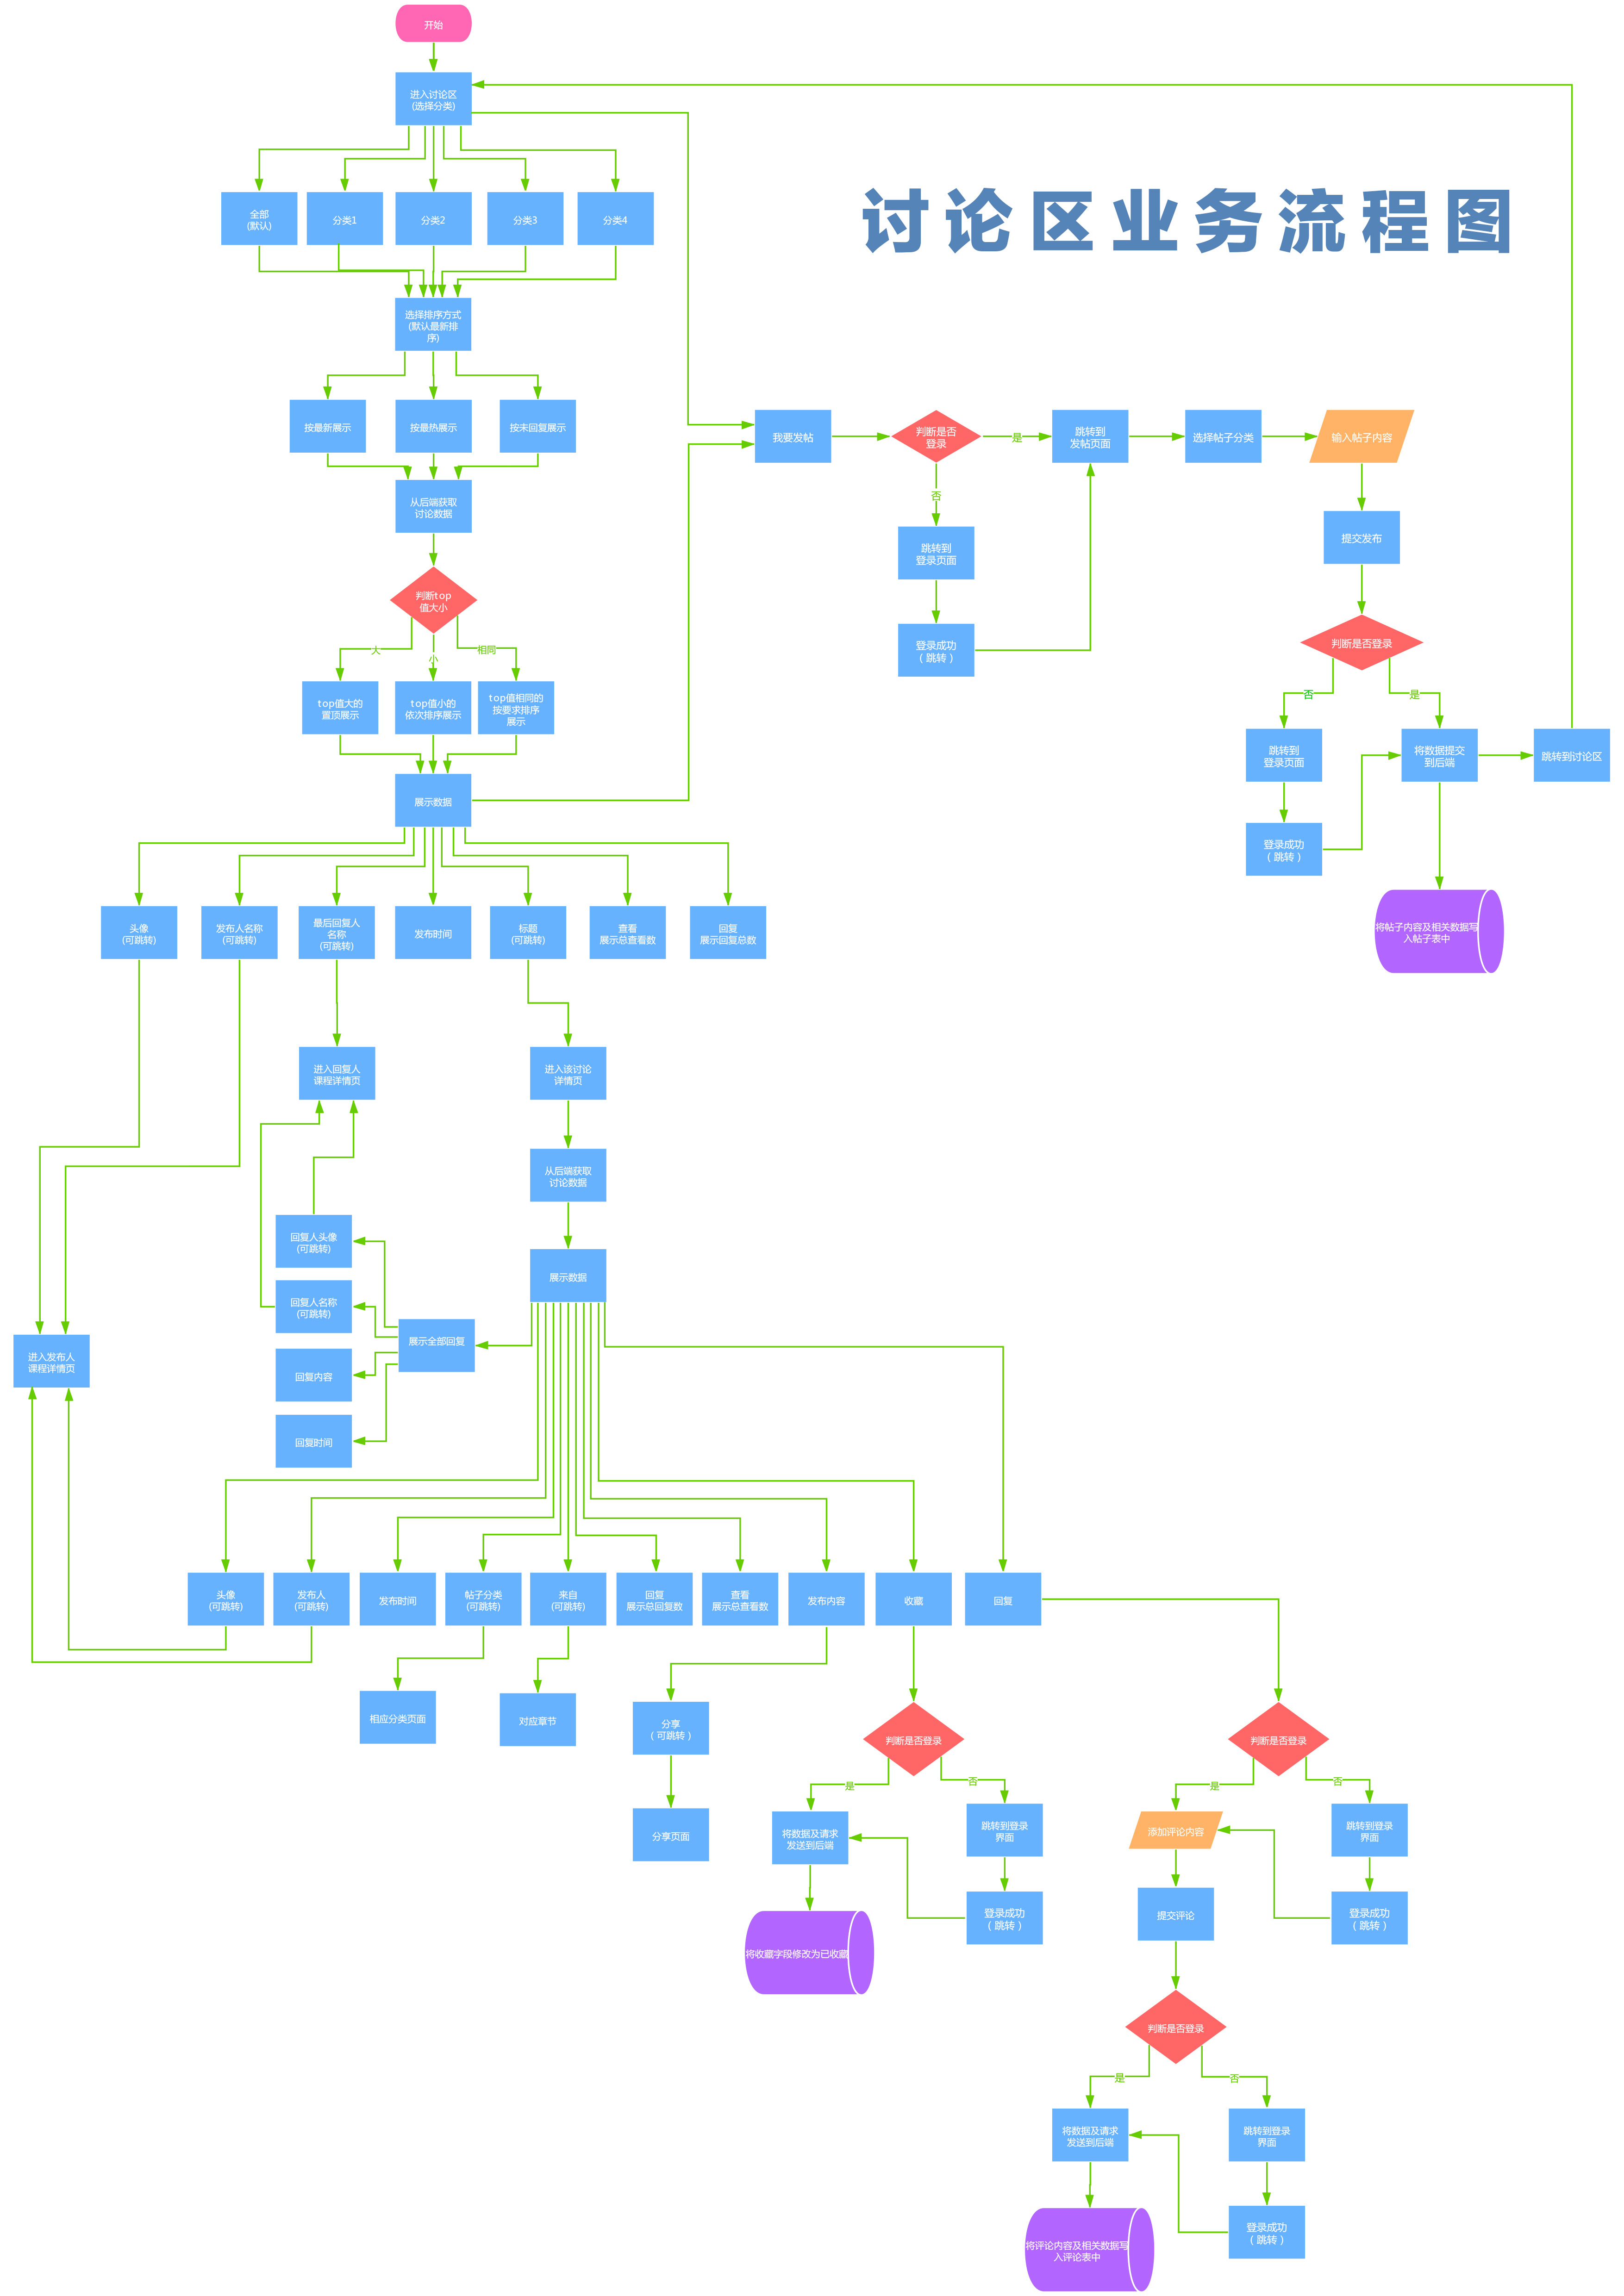 开始
进入讨论区
(选择分类)
讨论区业务流程图
全部
(默认)
分类1
分类2
分类3
分类4
选择排序方式
(默认最新排
序)
按最新展示
按最热展示
按未回复展示
我要发帖
判断是否
登录
是
跳转到
发帖页面
选择帖子分类
输入帖子内容
从后端获取
讨论数据
否
跳转到
登录页面
提交发布
判断top
值大小
登录成功
（跳转）
判断是否登录
大
小
相同
否
是
top值大的
置顶展示
top值小的
依次排序展示
top值相同的
按要求排序
展示
跳转到
登录页面
将数据提交
到后端
跳转到讨论区
展示数据
登录成功
（跳转）
头像
(可跳转)
发布人名称
(可跳转)
最后回复人
名称
(可跳转)
发布时间
标题
(可跳转)
查看
展示总查看数
回复
展示回复总数
将帖子内容及相关数据写
入帖子表中
进入回复人
课程详情页
进入该讨论
详情页
从后端获取
讨论数据
回复人头像
(可跳转)
展示数据
回复人名称
(可跳转)
展示全部回复
进入发布人
课程详情页
回复内容
回复时间
头像
(可跳转)
发布人
(可跳转)
发布时间
帖子分类
(可跳转)
来自
(可跳转)
回复
展示总回复数
查看
展示总查看数
发布内容
收藏
回复
相应分类页面
对应章节
分享
（可跳转）
判断是否登录
判断是否登录
是
否
是
否
分享页面
将数据及请求
发送到后端
跳转到登录
界面
添加评论内容
跳转到登录
界面
登录成功
（跳转）
提交评论
登录成功
（跳转）
将收藏字段修改为已收藏
判断是否登录
是
否
将数据及请求
发送到后端
跳转到登录
界面
登录成功
（跳转）
将评论内容及相关数据写
入评论表中